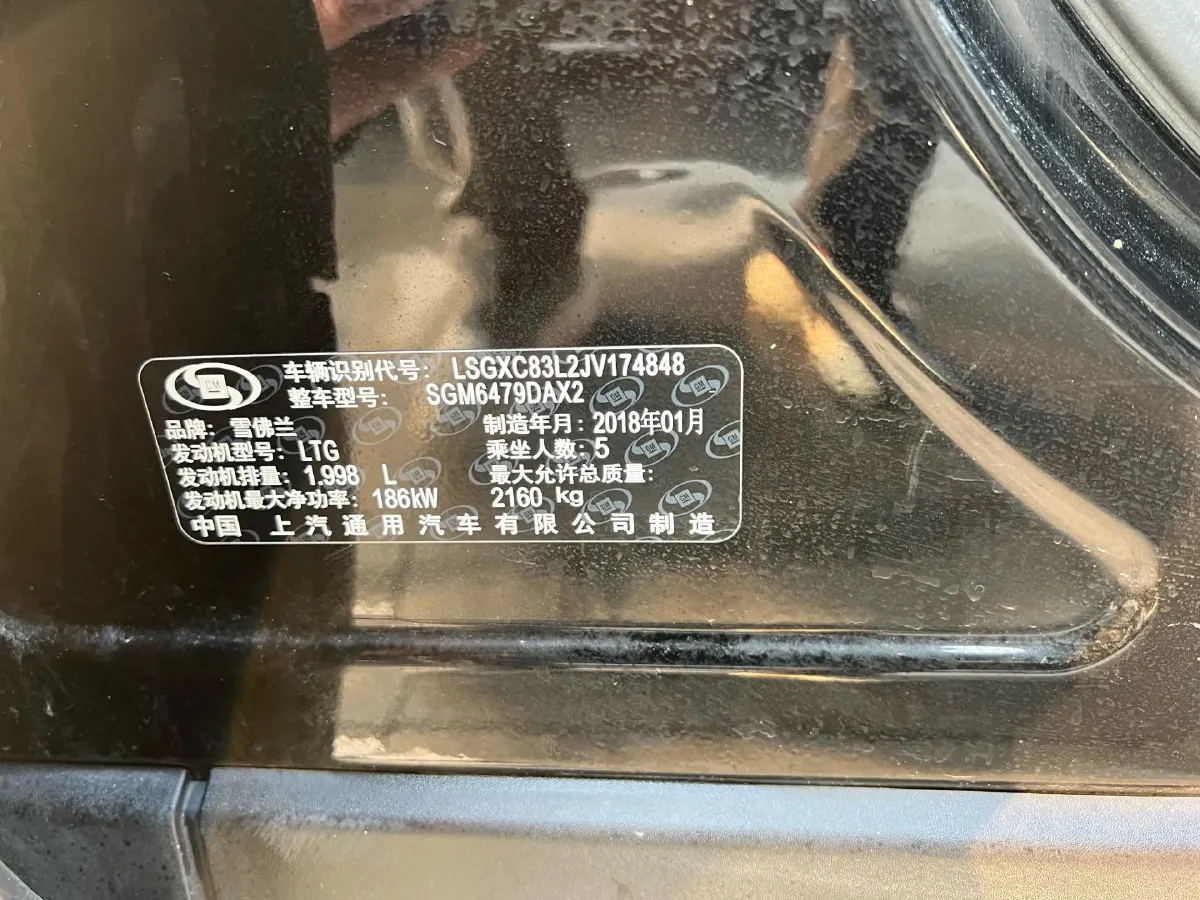 GM 车辆识别代号: LSGXC83L2JV174848
整车型号: SGM6479DAX2
品牌: 雪佛兰 制造年月: 2018年01月
发动机型号: LTG 乘坐人数: 5
发动机排量: 1.998 L 最大允许总质量:
发动机最大净功率: 186kW 2160 kg
中国 上汽通用汽车有限公司制造